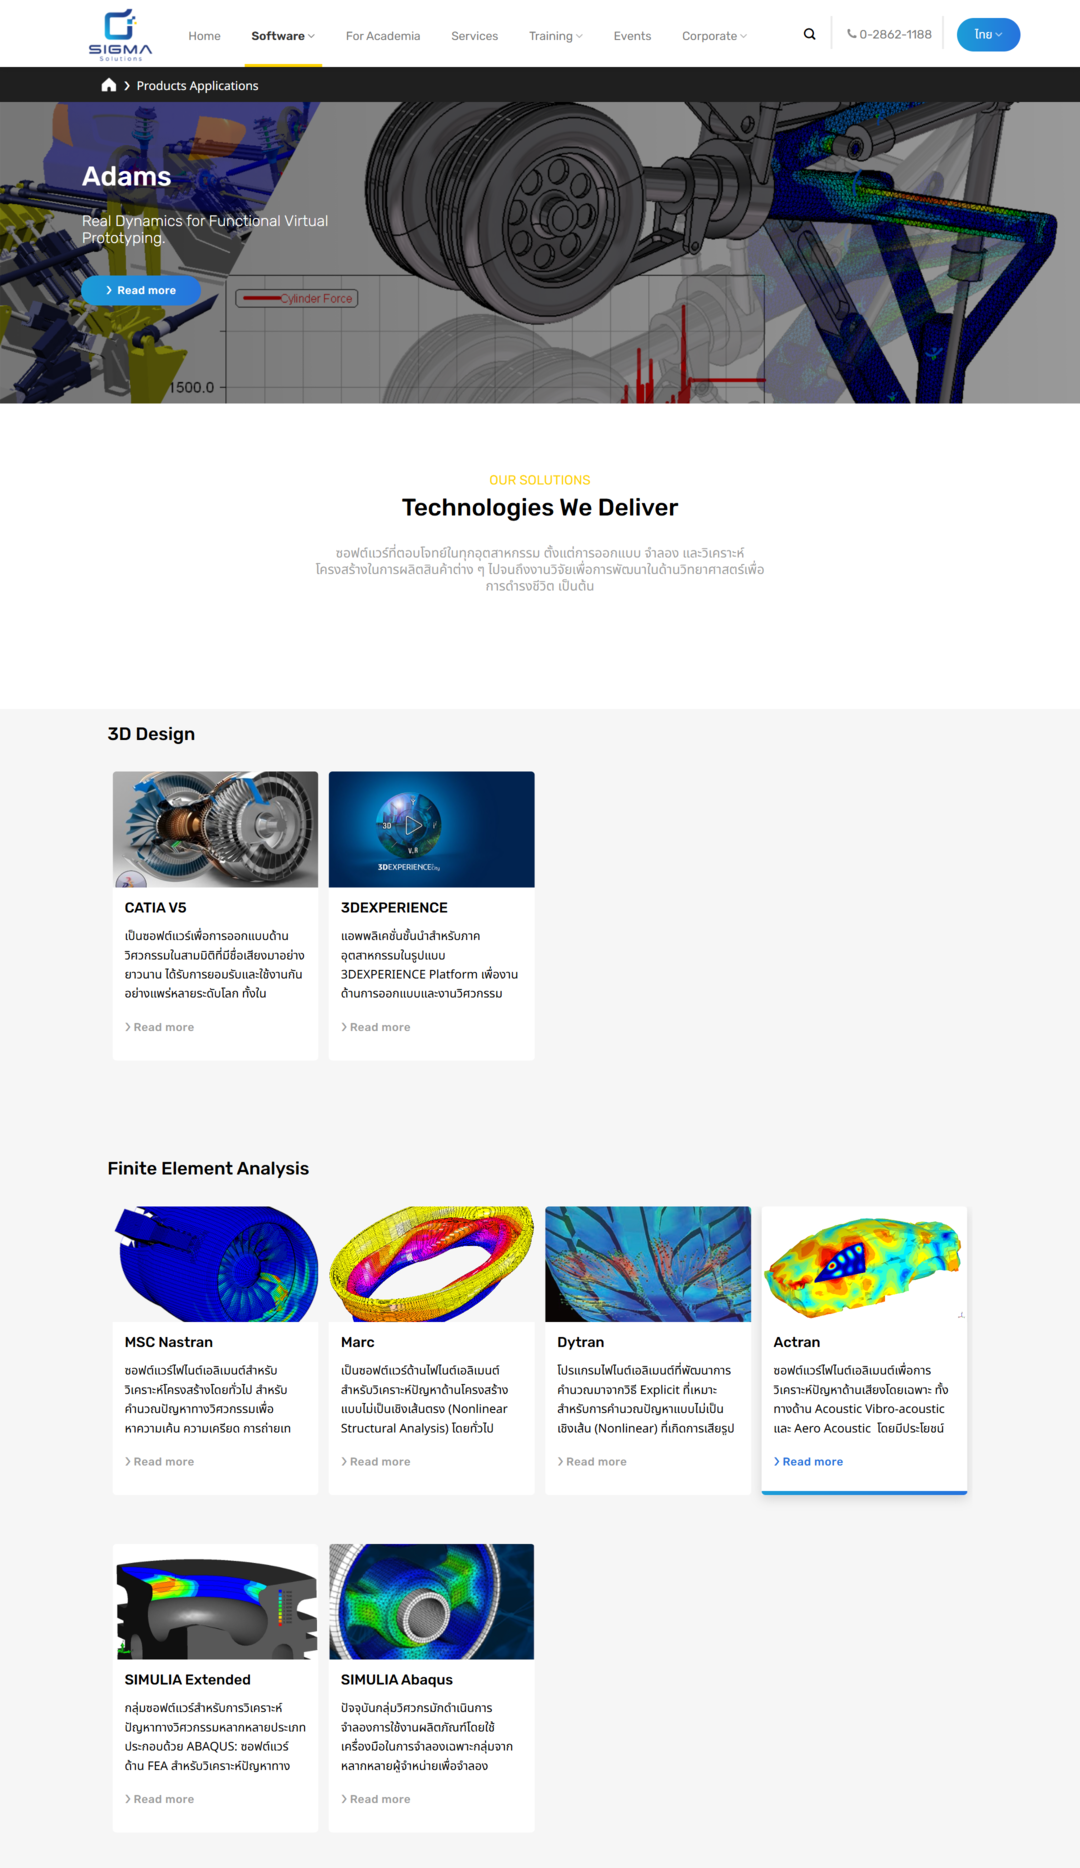 SIGMA
Solutions
Home
Software
For Academia
Services
Training
Events
Corporate
0-2862-1188
ไทย
Products Applications
Adams
Real Dynamics for Functional Virtual
Prototyping.
Read more
Cylinder Force
1500.0
OUR SOLUTIONS
Technologies We Deliver
ซอฟต์แวร์ที่ตอบโจทย์ในทุกอุตสาหกรรม ตั้งแต่การออกแบบ จำลอง และวิเคราะห์
โครงสร้างในการผลิตสินค้าต่าง ๆ ไปจนถึงงานวิจัยเพื่อการพัฒนาในด้านวิทยาศาสตร์เพื่อ
การดำรงชีวิต เป็นต้น
3D Design
3D
V.R
3DEXPERIENCE
CATIA V5
เป็นซอฟต์แวร์เพื่อการออกแบบด้าน
วิศวกรรมในสามมิติที่มีชื่อเสียงมาอย่าง
ยาวนาน ได้รับการยอมรับและใช้งานกัน
อย่างแพร่หลายระดับโลก ทั้งใน
Read more
3DEXPERIENCE
แอพพลิเคชั่นชั้นนำสำหรับภาค
อุตสาหกรรมในรูปแบบ
3DEXPERIENCE Platform เพื่องาน
ด้านการออกแบบและงานวิศวกรรม
Read more
Finite Element Analysis
MSC Nastran
ซอฟต์แวร์ไฟไนต์เอลิเมนต์สำหรับ
วิเคราะห์โครงสร้างโดยทั่วไป สำหรับ
คำนวณปัญหาทางวิศวกรรมเพื่อ
หาความเค้น ความเครียด การถ่ายเท
Read more
Marc
เป็นซอฟต์แวร์ด้านไฟไนต์เอลิเมนต์
สำหรับวิเคราะห์ปัญหาด้านโครงสร้าง
แบบไม่เป็นเชิงเส้นตรง (Nonlinear
Structural Analysis) โดยทั่วไป
Read more
Dytran
โปรแกรมไฟไนต์เอลิเมนต์ที่พัฒนาการ
คำนวณมาจากวิธี Explicit ที่เหมาะ
สำหรับการคำนวณปัญหาแบบไม่เป็น
เชิงเส้น (Nonlinear) ที่เกิดการเสียรูป
Read more
Actran
ซอฟต์แวร์ไฟไนต์เอลิเมนต์เพื่อการ
วิเคราะห์ปัญหาด้านเสียงโดยเฉพาะ ทั้ง
ทางด้าน Acoustic Vibro-acoustic
และ Aero Acoustic โดยมีประโยชน์
Read more
SIMULIA Extended
กลุ่มซอฟต์แวร์สำหรับการวิเคราะห์
ปัญหาทางวิศวกรรมหลากหลายประเภท
ประกอบด้วย ABAQUS: ซอฟต์แวร์
ด้าน FEA สำหรับวิเคราะห์ปัญหาทาง
Read more
SIMULIA Abaqus
ปัจจุบันกลุ่มวิศวกรมักดำเนินการ
จำลองการใช้งานผลิตภัณฑ์โดยใช้
เครื่องมือในการจำลองเฉพาะกลุ่มจาก
หลากหลายผู้จำหน่ายเพื่อจำลอง
Read more